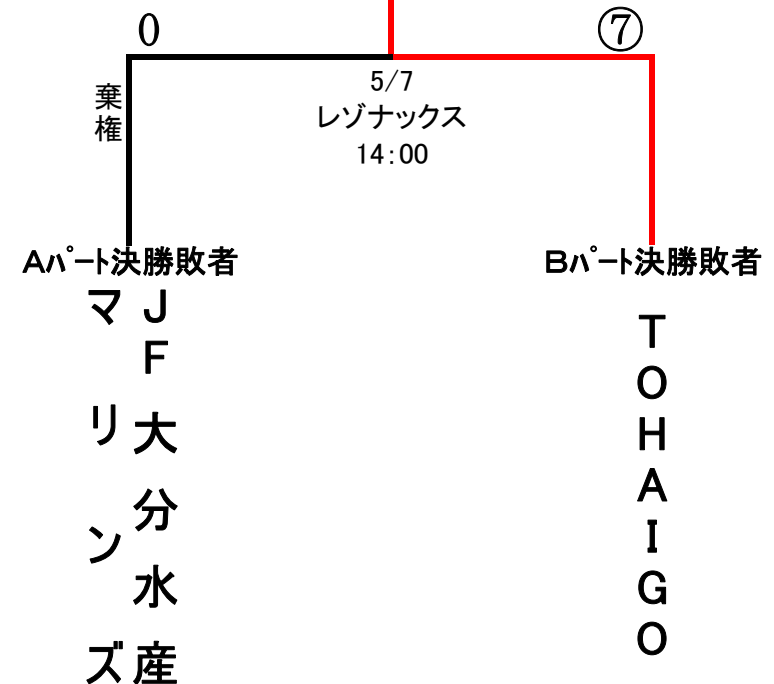 0
⑦
棄権
5/7
レゾナックス
14:00
Aﾊﾟｰﾄ決勝敗者
Bﾊﾟｰﾄ決勝敗者
JF大分水産
マリンズ
TOHAIGO